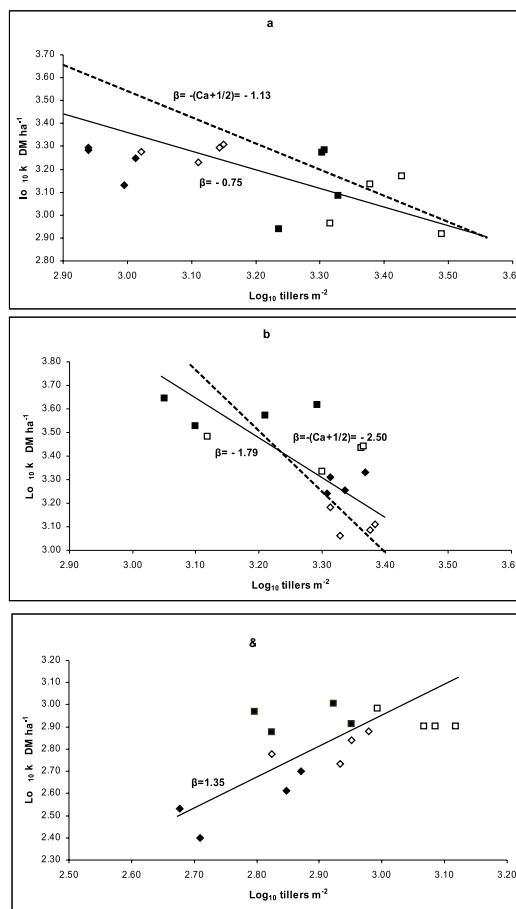 a
Io ₁₀ k DM ha⁻¹
3.70
3.60
3.50
3.40
3.30
3.20
3.10
3.00
2.90
2.80
β= -(Ca+1/2)= - 1.13
β= - 0.75
2.90 3.00 3.10 3.20 3.30 3.40 3.50 3.60
Log₁₀ tillers m⁻²
b
Lo ₁₀ k DM ha⁻¹
3.80
3.70
3.60
3.50
3.40
3.30
3.20
3.10
3.00
β=-(Ca+1/2)= - 2.50
β= - 1.79
2.90 3.00 3.10 3.20 3.30 3.40 3.50 3.60
Log₁₀ tillers m⁻²
&
Lo ₁₀ k DM ha⁻¹
3.20
3.10
3.00
2.90
2.80
2.70
2.60
2.50
2.40
2.30
β=1.35
2.50 2.60 2.70 2.80 2.90 3.00 3.10 3.20
Log₁₀ tillers m⁻²